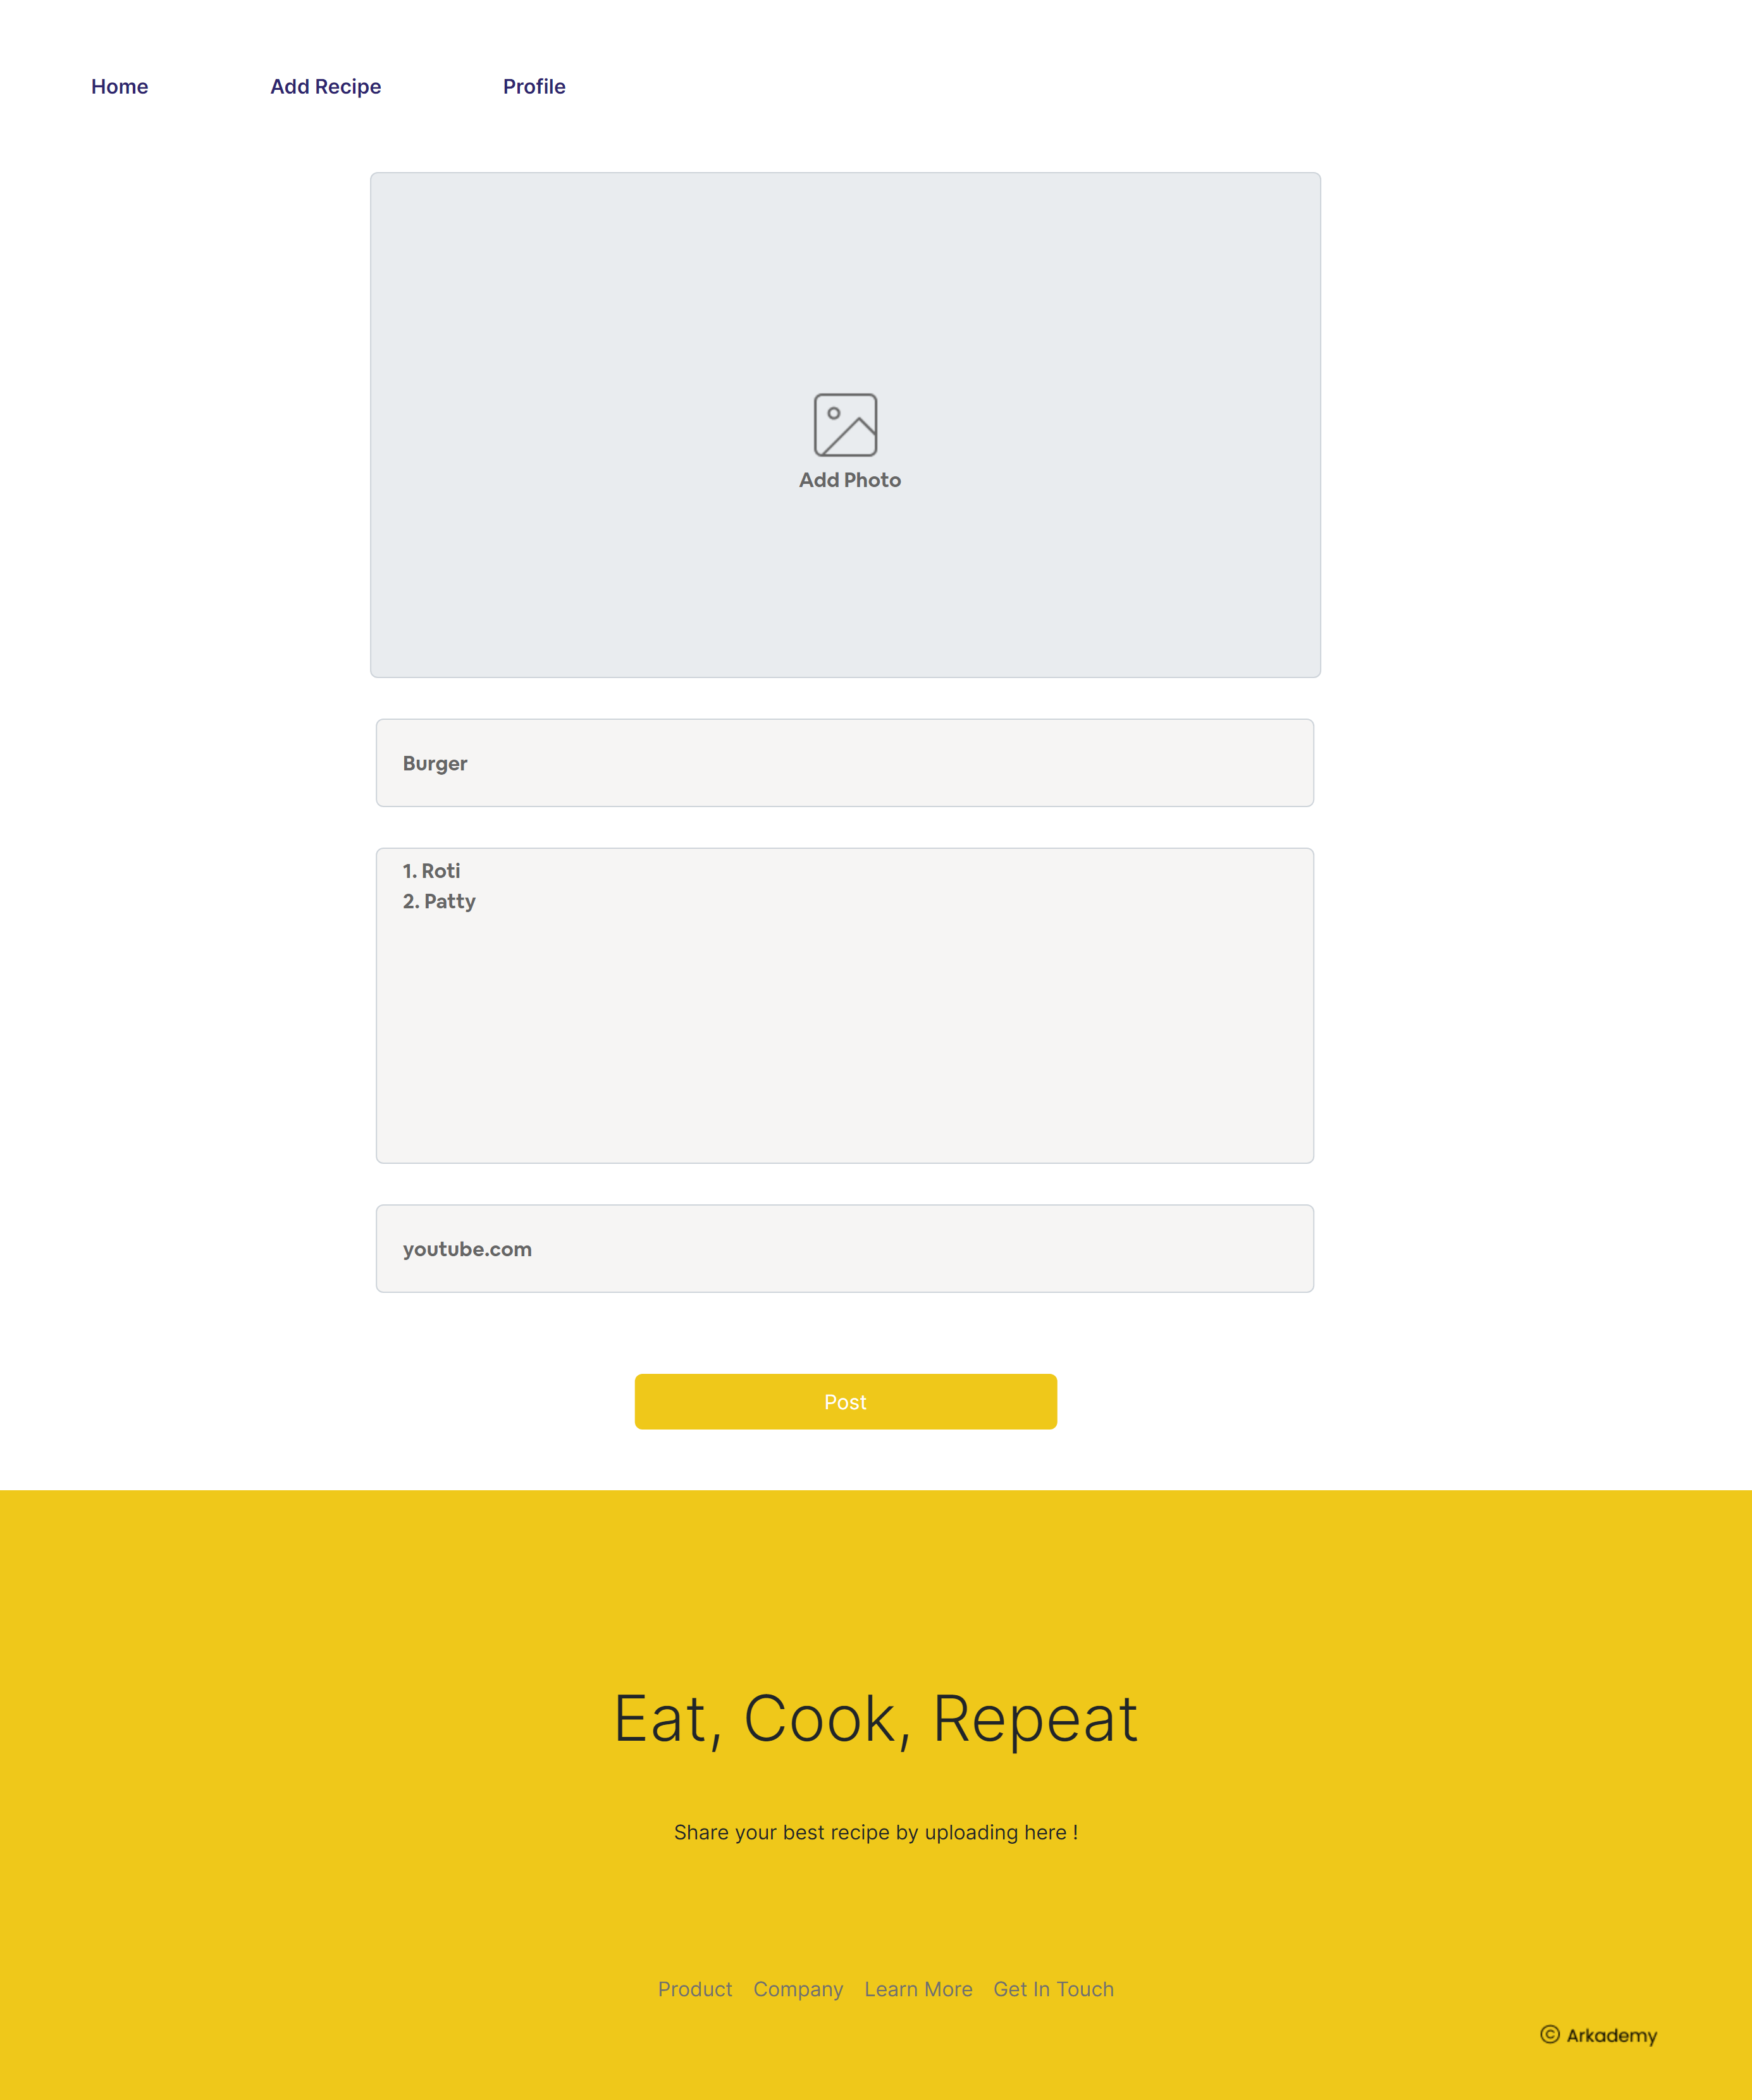 Home Add Recipe Profile
Add Photo
Burger
1. Roti
2. Patty
youtube.com
Post
Eat, Cook, Repeat
Share your best recipe by uploading here !
Product Company Learn More Get In Touch
© Arkademy